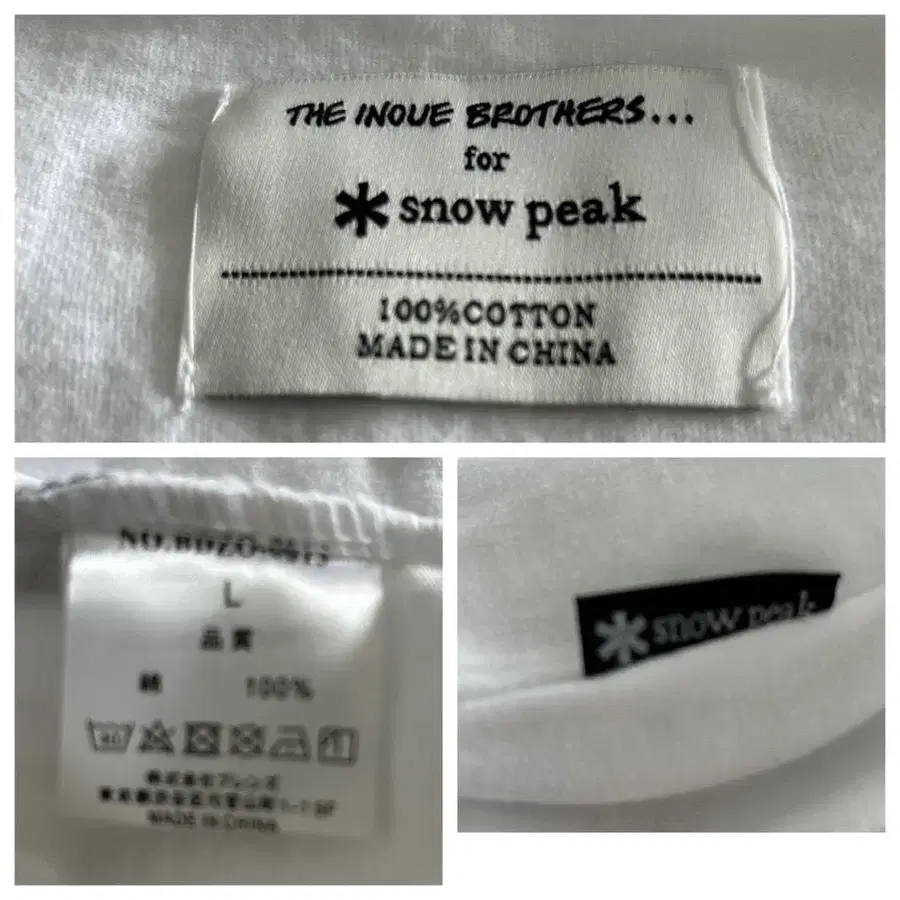 THE INOUE BROTHERS...
for
snow peak
100%COTTON
MADE IN CHINA
L
品質
綿 100%
40
MADE IN CHINA
snow peak